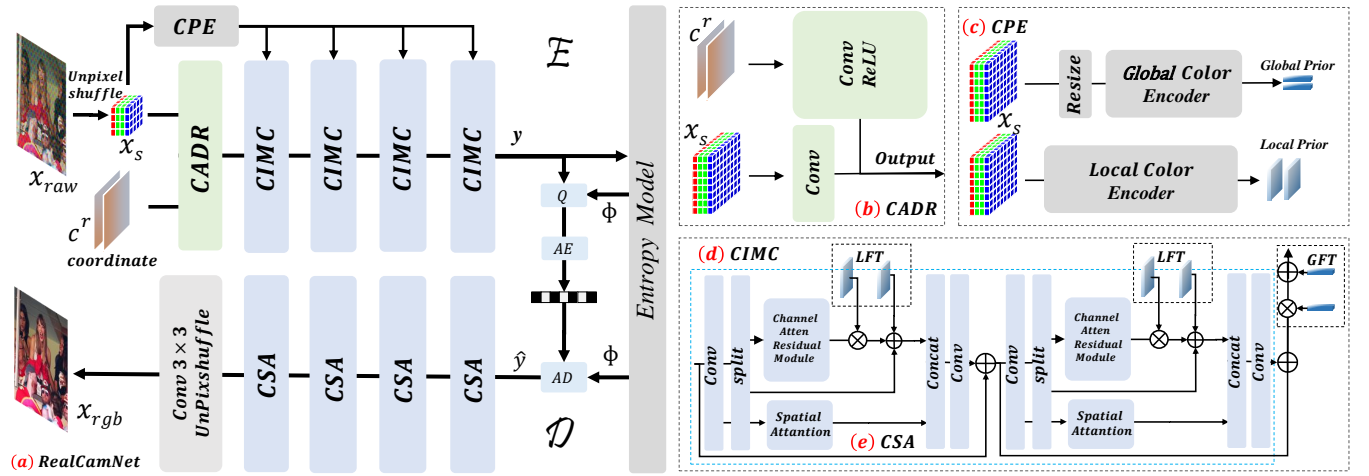 CPE
ℰ
Unpixel
shuffle
x_s
x_raw
c^r
coordinate
CADR
CIMC
CIMC
CIMC
CIMC
y
Q
ϕ
AE
AD
ϕ
ŷ
𝒟
Entropy Model
Conv 3 × 3
UnPixshuffle
CSA
CSA
CSA
CSA
x_rgb
(a) RealCamNet
c^r
Conv
ReLU
x_s
Conv
Output
(b) CADR
(c) CPE
Resize
Global Color
Encoder
Global Prior
x_s
Local Color
Encoder
Local Prior
(d) CIMC
LFT
Conv
split
Channel
Atten
Residual
Module
Spatial
Attantion
Concat
Conv
(e) CSA
LFT
Conv
split
Channel
Atten
Residual
Module
Spatial
Attantion
Concat
Conv
GFT